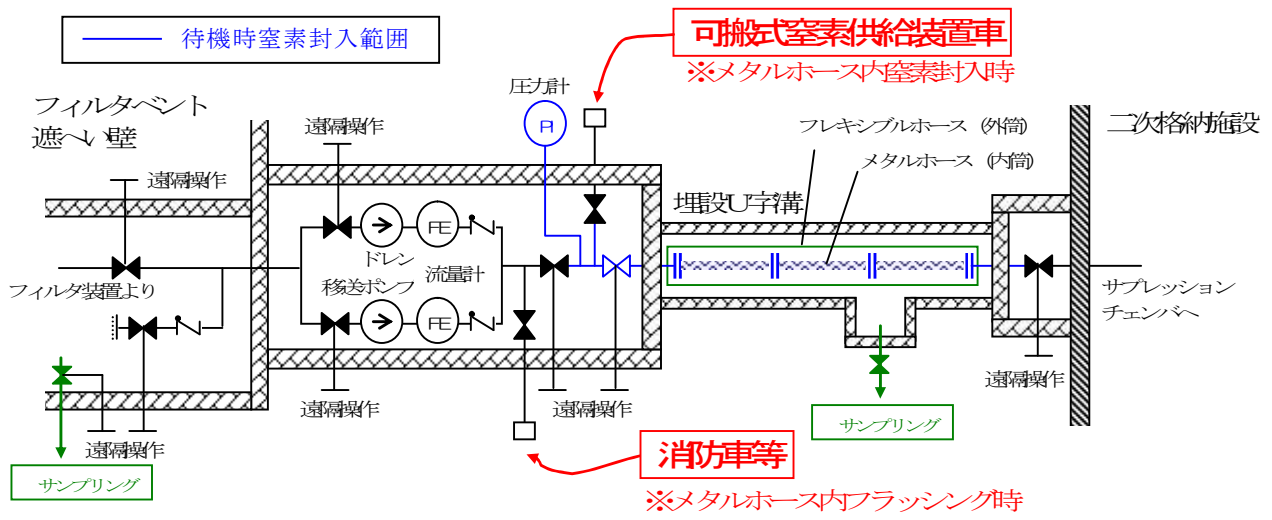 待機時窒素封入範囲
可搬式窒素供給装置車
※メタルホース内窒素封入時
圧力計
PI
フィルタベント
遮へい壁
遠隔操作
遠隔操作
フレキシブルホース（外筒）
メタルホース（内筒）
二次格納施設
埋設U字溝
FE
ドレン
移送ポンプ
流量計
フィルタ装置より
FE
サプレッション
チェンバへ
遠隔操作
遠隔操作
遠隔操作
遠隔操作
サンプリング
サンプリング
消防車等
※メタルホース内フラッシング時